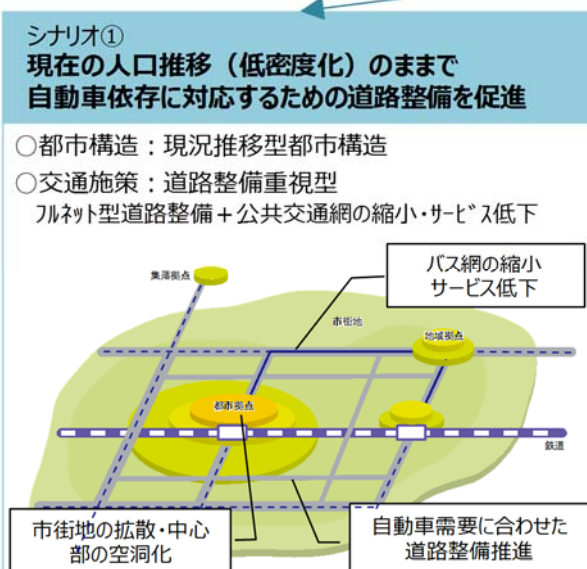 シナリオ①
現在の人口推移（低密度化）のままで
自動車依存に対応するための道路整備を促進
○都市構造：現況推移型都市構造
○交通施策：道路整備重視型
フルネット型道路整備＋公共交通網の縮小・サービス低下
バス網の縮小
サービス低下
集落拠点
市街地
地域拠点
都市拠点
鉄道
市街地の拡散・中心
部の空洞化
自動車需要に合わせた
道路整備推進